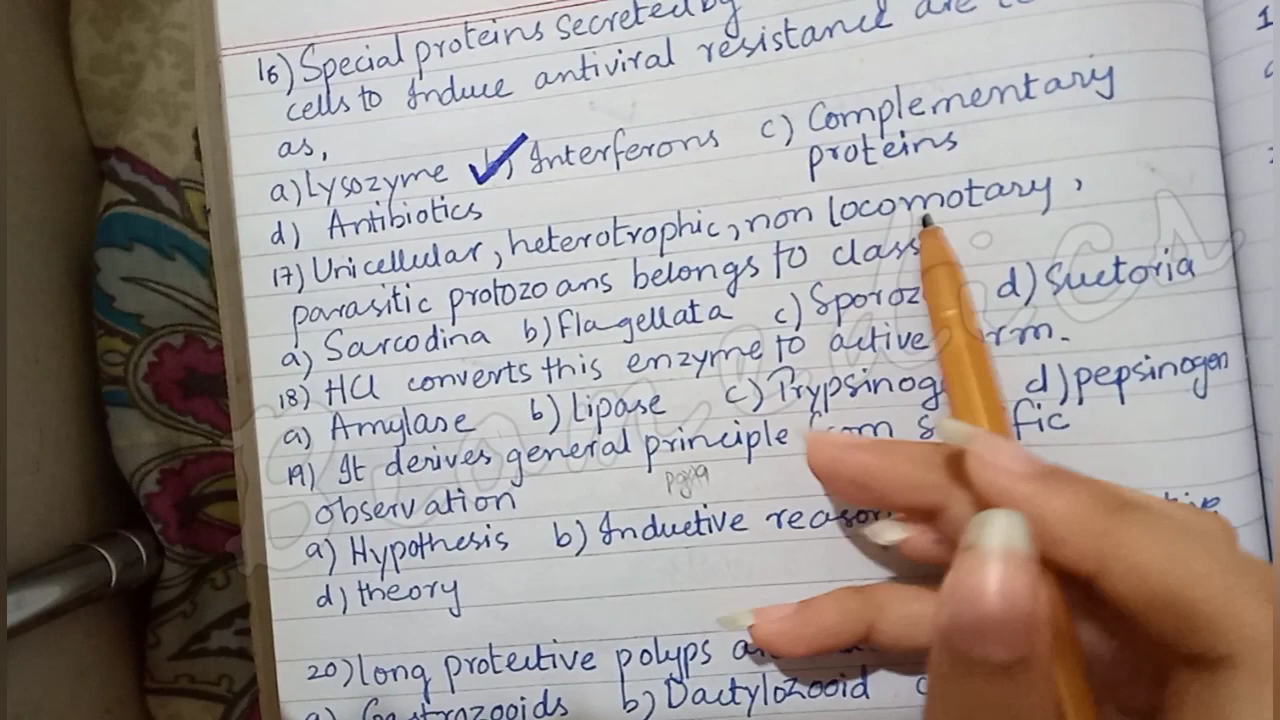 16) Special proteins secreted by
cells to Induce antiviral resistance are
as,
a) Lysozyme b) Interferons c) Complementary
proteins
d) Antibiotics
17) Unicellular, heterotrophic, non locomotary,
parasitic protozoans belongs to class
a) Sarcodina b) Flagellata c) Sporoz d) Suctoria
18) HCl converts this enzyme to active rm.
a) Amylase b) Lipase c) Trypsinog d) pepsinogen
19) It derives general principle fic
observation
a) Hypothesis b) Inductive reason
d) theory
20) long protective polyps
b) Dactylozooid